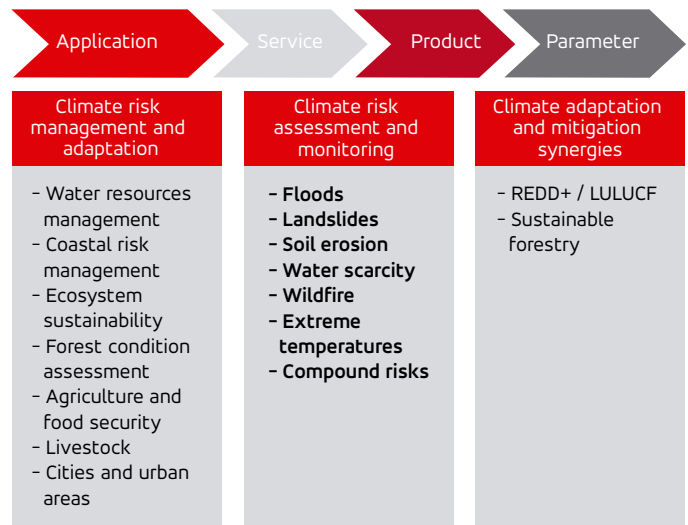 Application
Service
Product
Parameter
Climate risk
management and
adaptation
– Water resources
management
– Coastal risk
management
– Ecosystem
sustainability
– Forest condition
assessment
– Agriculture and
food security
– Livestock
– Cities and urban
areas
Climate risk
assessment and
monitoring
– Floods
– Landslides
– Soil erosion
– Water scarcity
– Wildfire
– Extreme
temperatures
– Compound risks
Climate adaptation
and mitigation
synergies
– REDD+ / LULUCF
– Sustainable
forestry